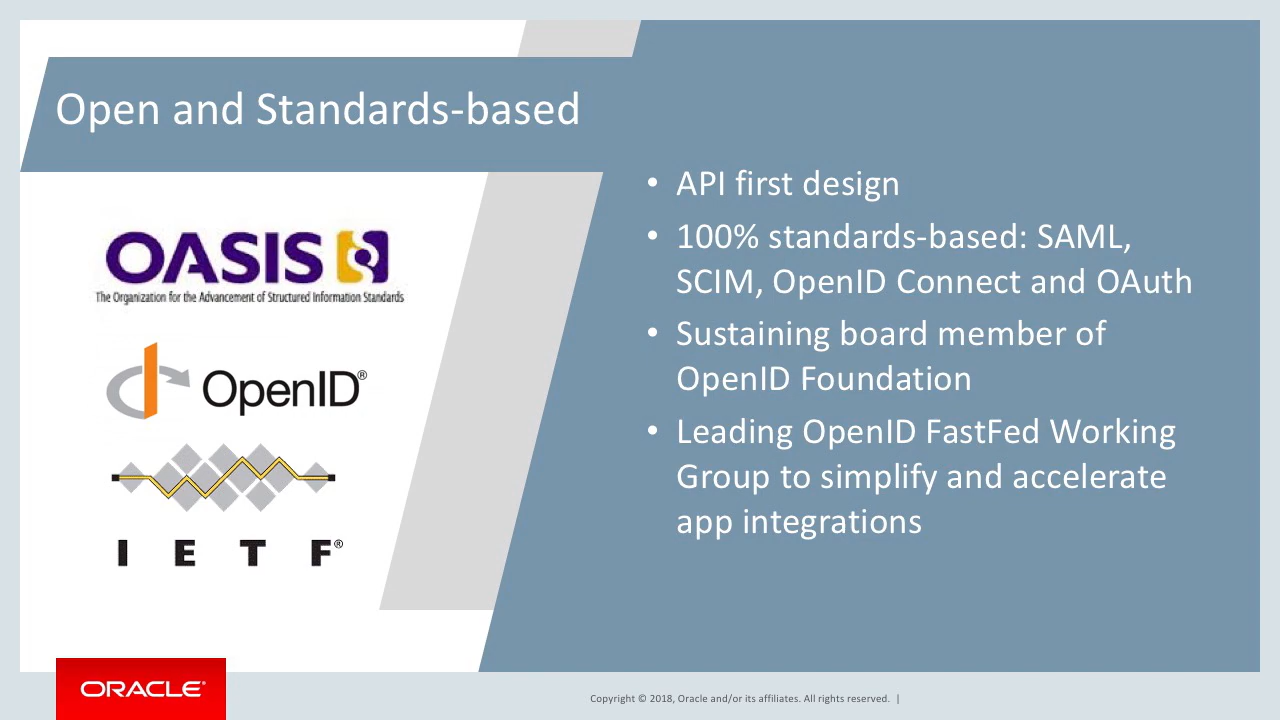 Open and Standards-based
OASIS
The Organization for the Advancement of Structured Information Standards
OpenID®
I E T F®
• API first design
• 100% standards-based: SAML,
SCIM, OpenID Connect and OAuth
• Sustaining board member of
OpenID Foundation
• Leading OpenID FastFed Working
Group to simplify and accelerate
app integrations
ORACLE®
Copyright © 2018, Oracle and/or its affiliates. All rights reserved. |